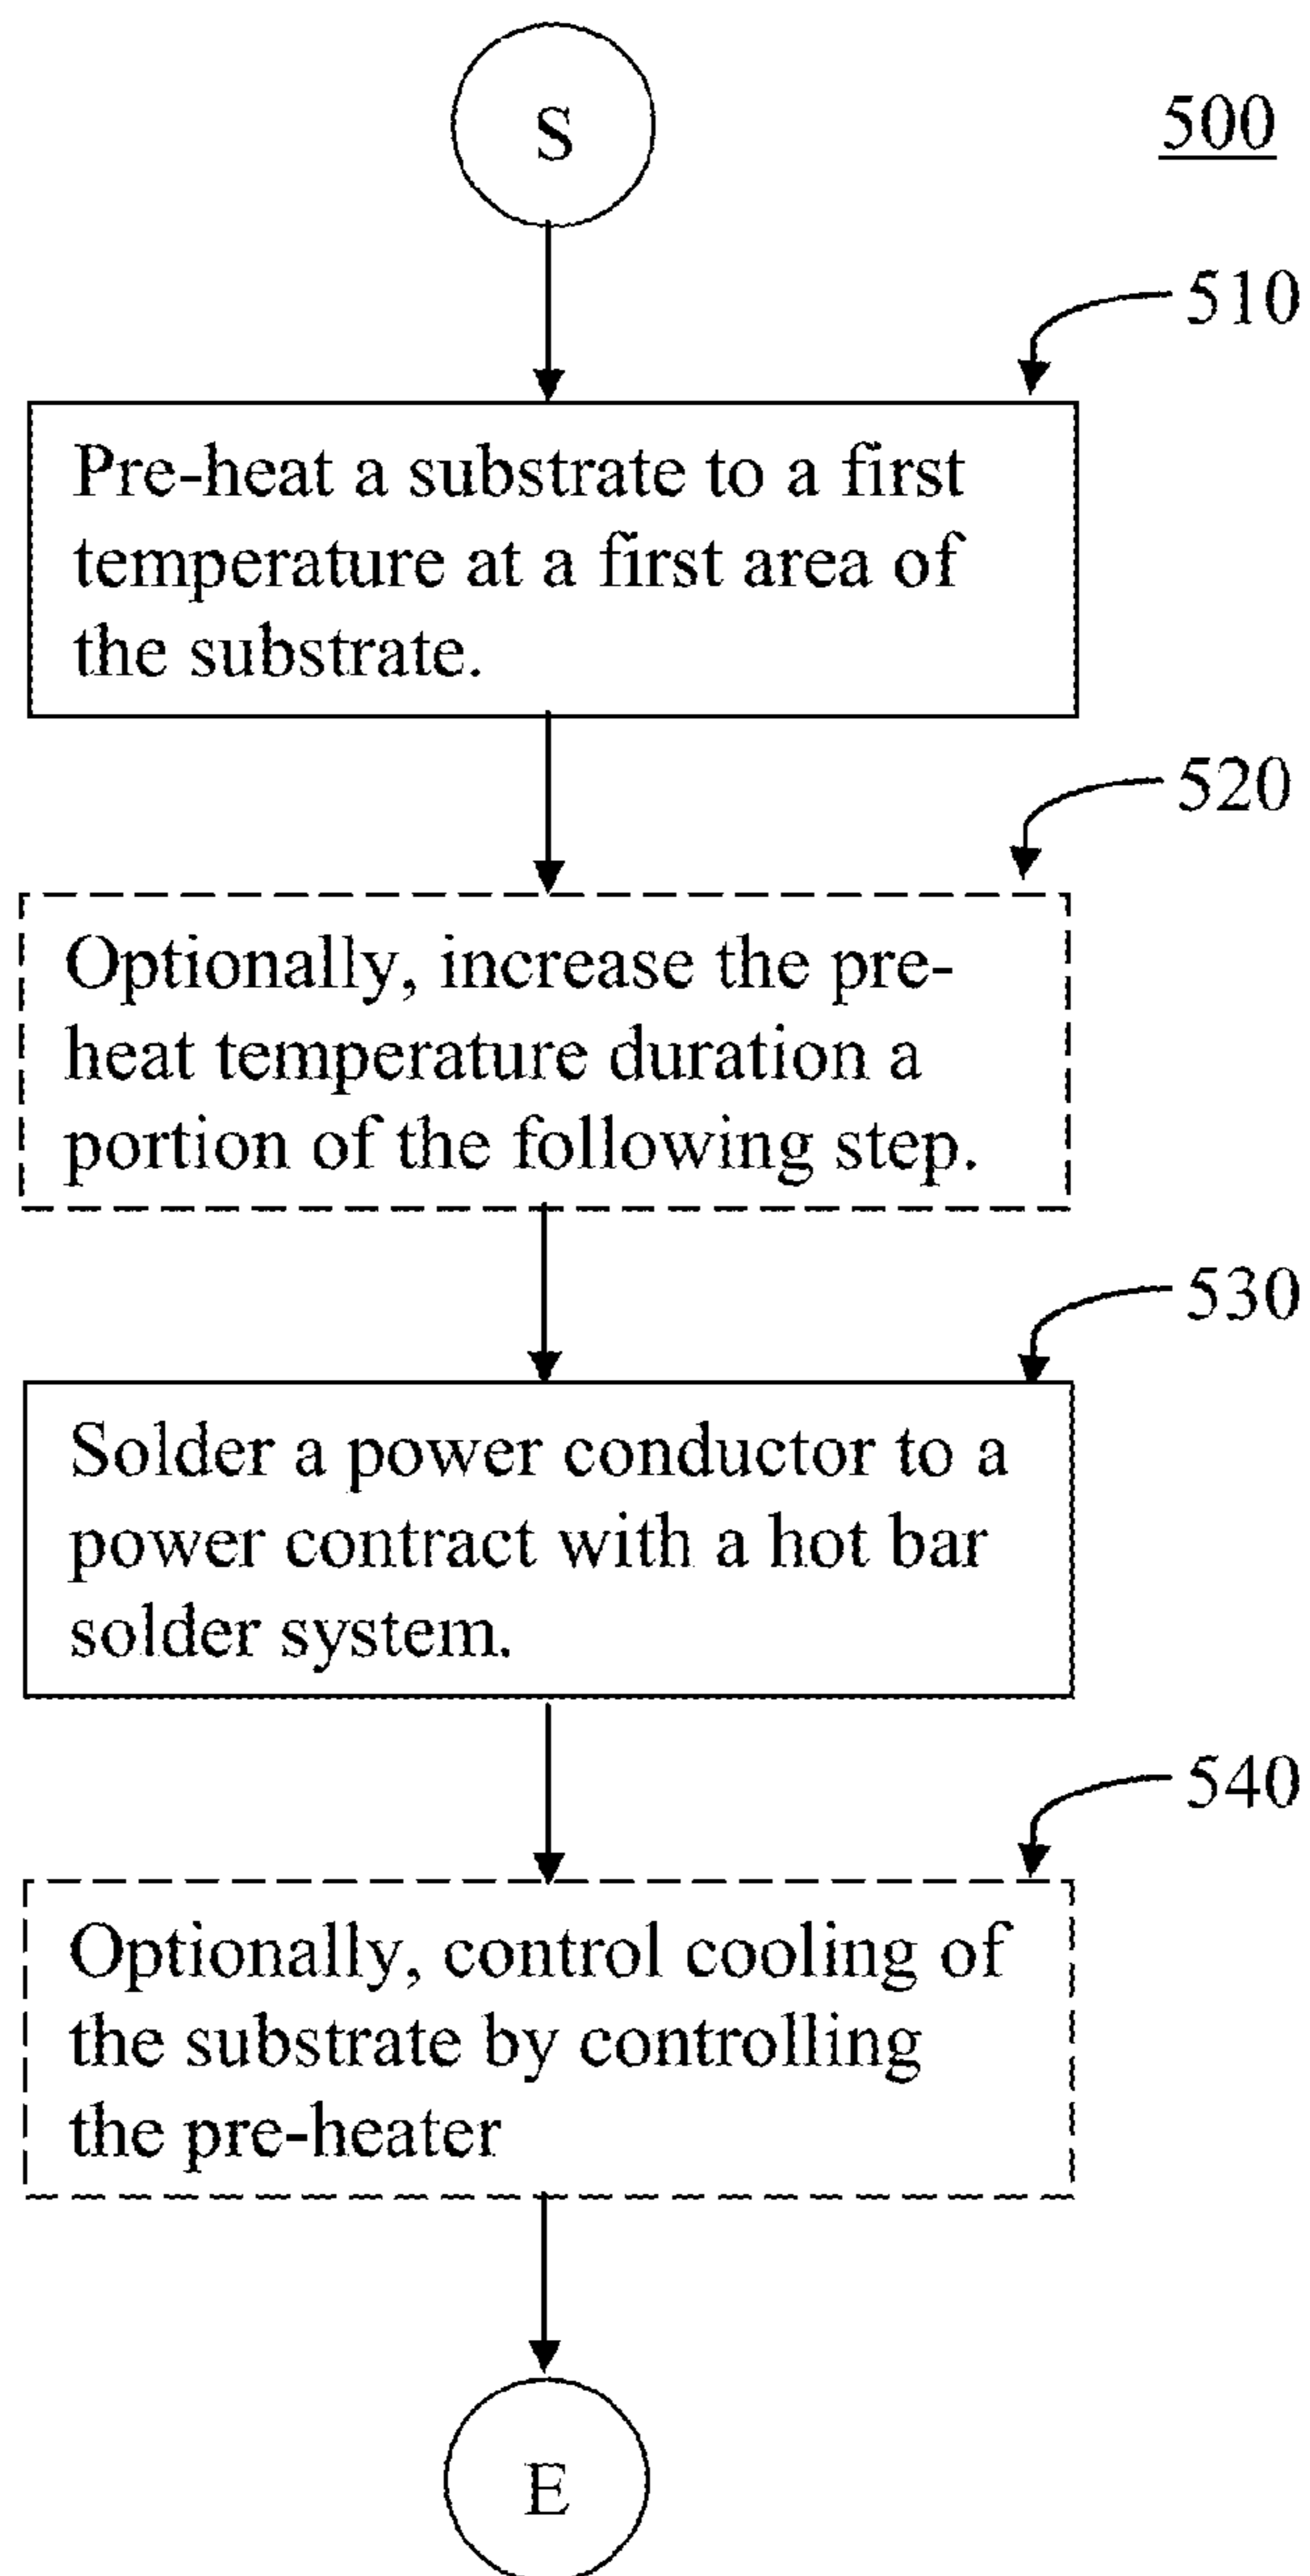 S
500
510
Pre-heat a substrate to a first
temperature at a first area of
the substrate.
520
Optionally, increase the pre-
heat temperature duration a
portion of the following step.
530
Solder a power conductor to a
power contract with a hot bar
solder system.
540
Optionally, control cooling of
the substrate by controlling
the pre-heater
E